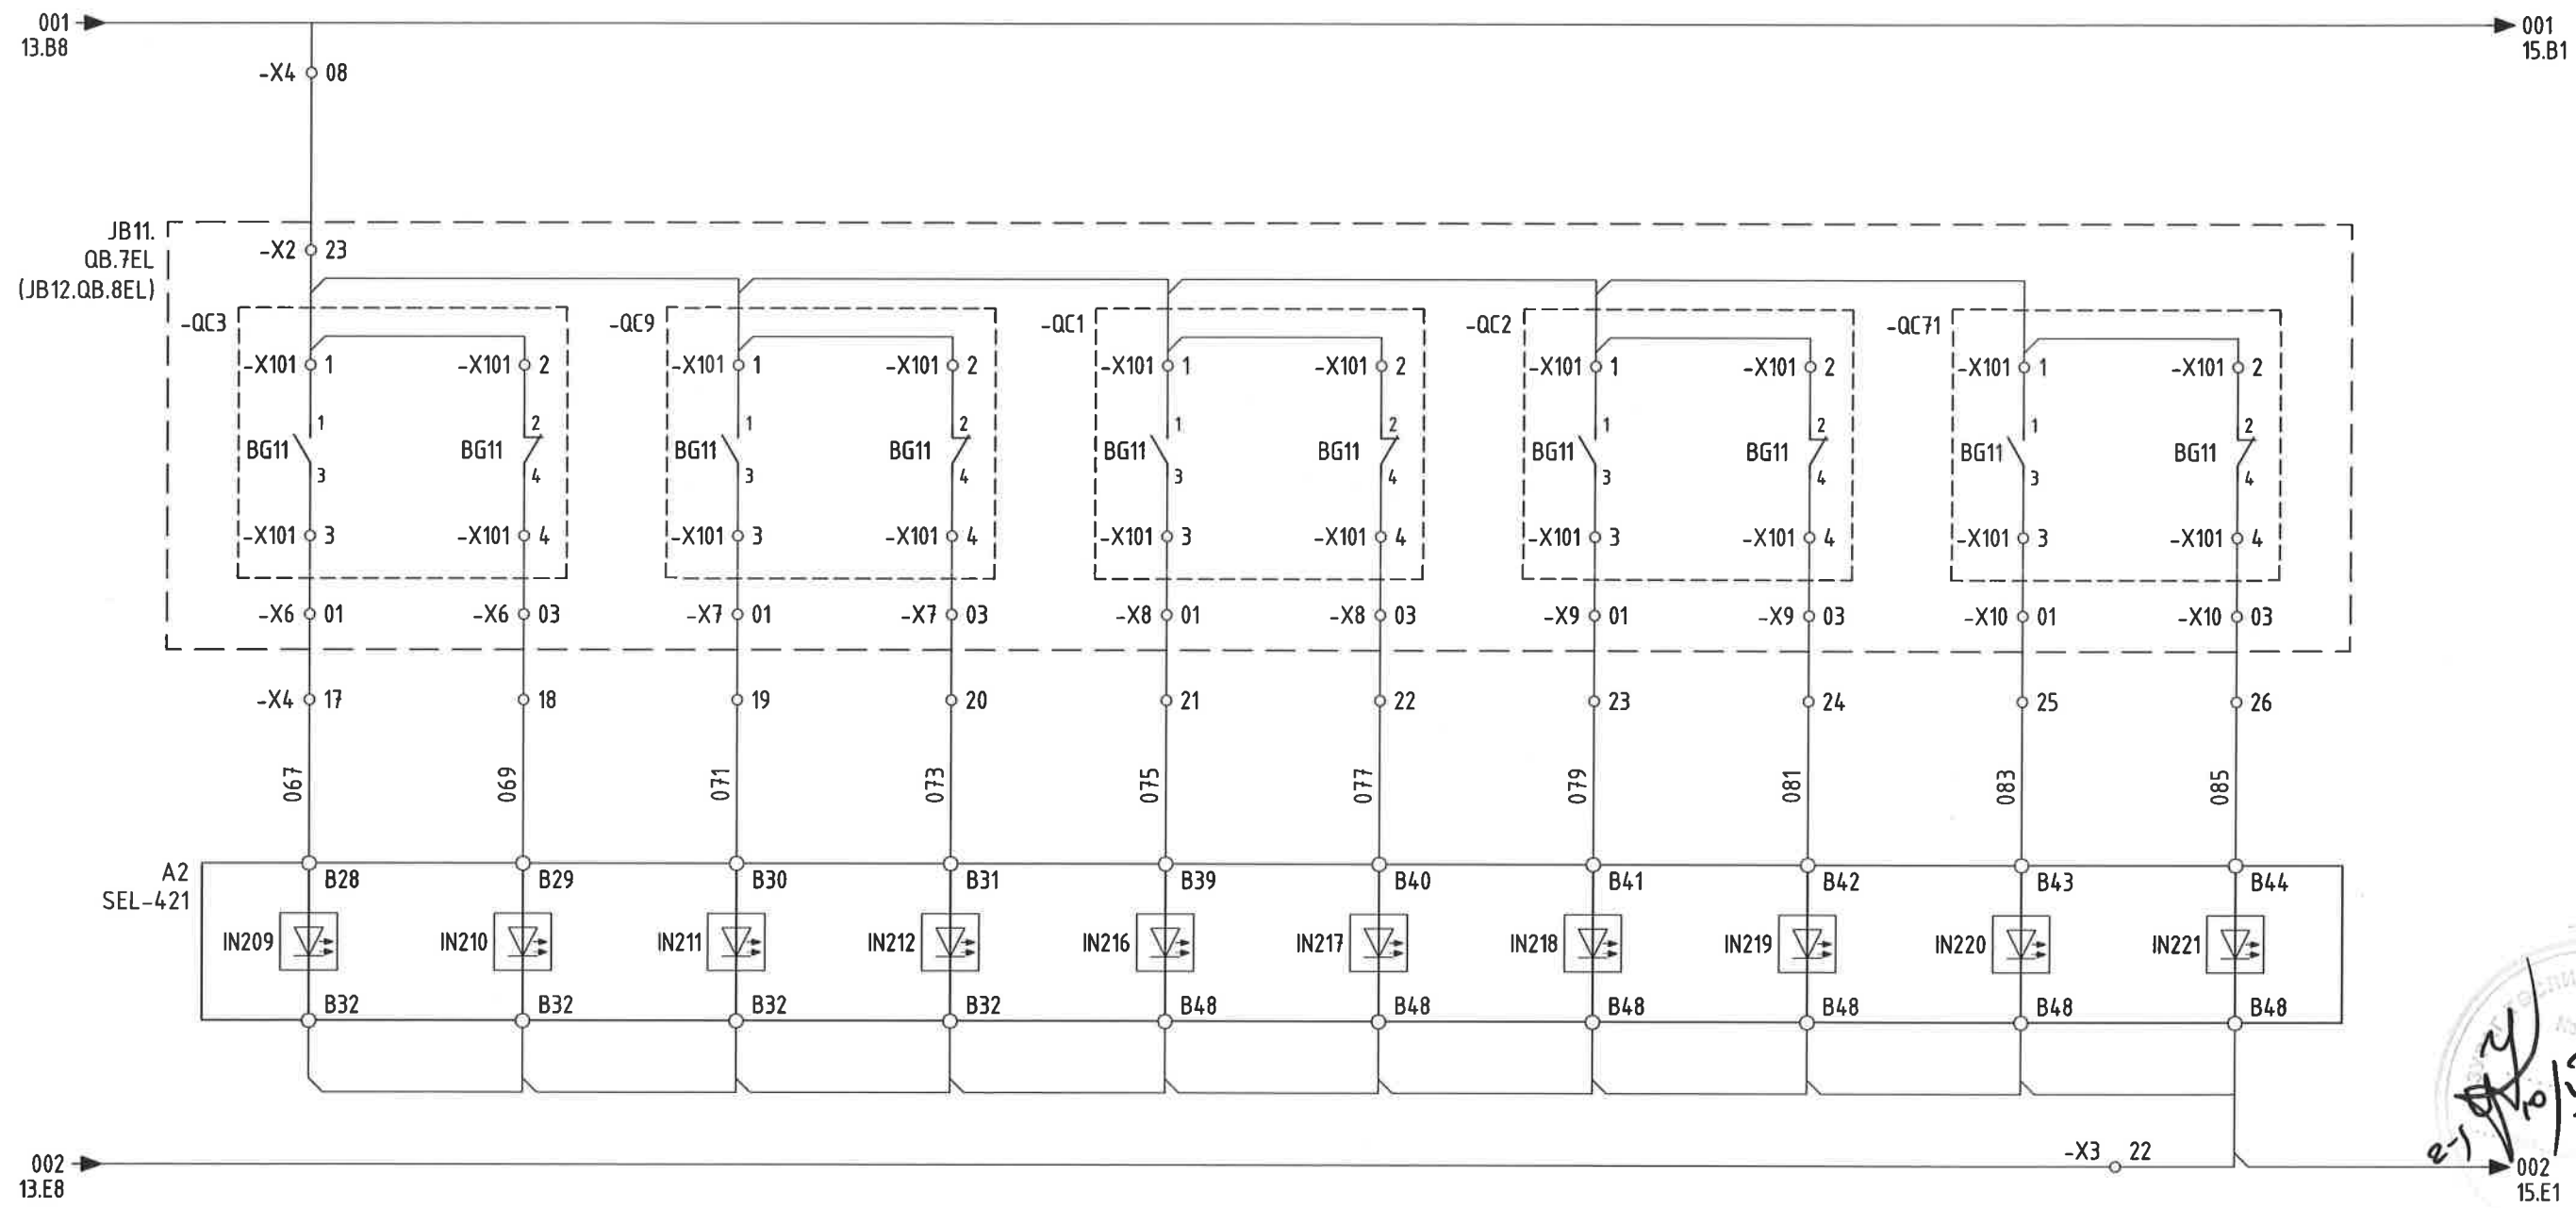 001
13.B8
001
15.B1
-X4 08
JB11.
QB.7EL
(JB12.QB.8EL)
-X2 23
-QC3 -QC9 -QC1 -QC2 -QC71
-X101 1 -X101 2 -X101 1 -X101 2 -X101 1 -X101 2 -X101 1 -X101 2 -X101 1 -X101 2
1 2 1 2 1 2 1 2 1 2
BG11 BG11 BG11 BG11 BG11 BG11 BG11 BG11 BG11 BG11
3 4 3 4 3 4 3 4 3 4
-X101 3 -X101 4 -X101 3 -X101 4 -X101 3 -X101 4 -X101 3 -X101 4 -X101 3 -X101 4
-X6 01 -X6 03 -X7 01 -X7 03 -X8 01 -X8 03 -X9 01 -X9 03 -X10 01 -X10 03
-X4 17 18 19 20 21 22 23 24 25 26
067 069 071 073 075 077 079 081 083 085
A2
SEL-421
B28 B29 B30 B31 B39 B40 B41 B42 B43 B44
IN209 IN210 IN211 IN212 IN216 IN217 IN218 IN219 IN220 IN221
B32 B32 B32 B32 B48 B48 B48 B48 B48 B48
-X3 22
002
13.E8
002
15.E1